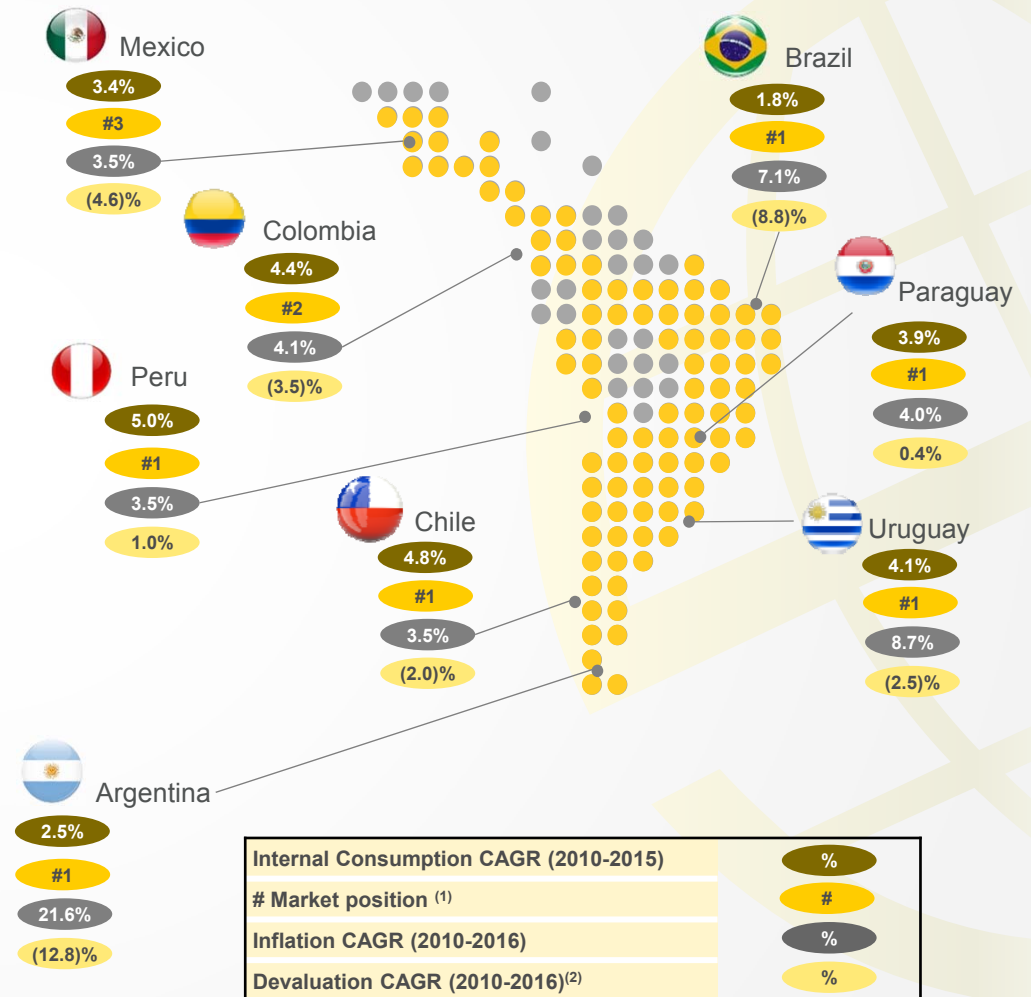 Mexico
3.4%
#3
3.5%
(4.6)%
Brazil
1.8%
#1
7.1%
(8.8)%
Colombia
4.4%
#2
4.1%
(3.5)%
Paraguay
3.9%
#1
4.0%
0.4%
Peru
5.0%
#1
3.5%
1.0%
Chile
4.8%
#1
3.5%
(2.0)%
Uruguay
4.1%
#1
8.7%
(2.5)%
Argentina
2.5%
#1
21.6%
(12.8)%
Internal Consumption CAGR (2010-2015) %
# Market position (1) #
Inflation CAGR (2010-2016) %
Devaluation CAGR (2010-2016)(2) %